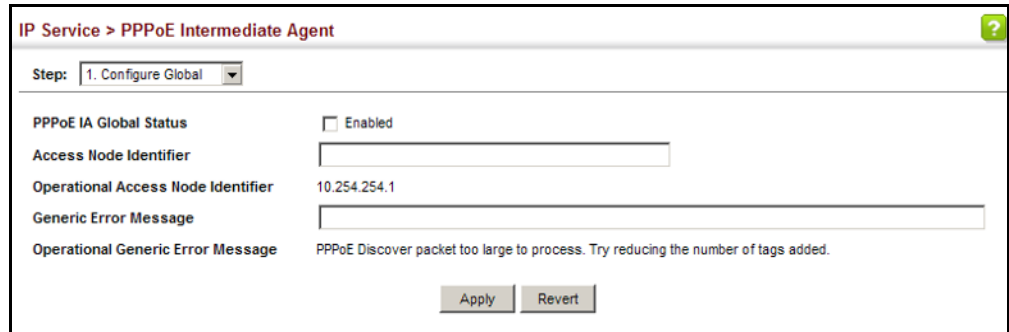 IP Service > PPPoE Intermediate Agent
?
Step: 1. Configure Global
PPPoE IA Global Status Enabled
Access Node Identifier
Operational Access Node Identifier 10.254.254.1
Generic Error Message
Operational Generic Error Message PPPoE Discover packet too large to process. Try reducing the number of tags added.
Apply Revert